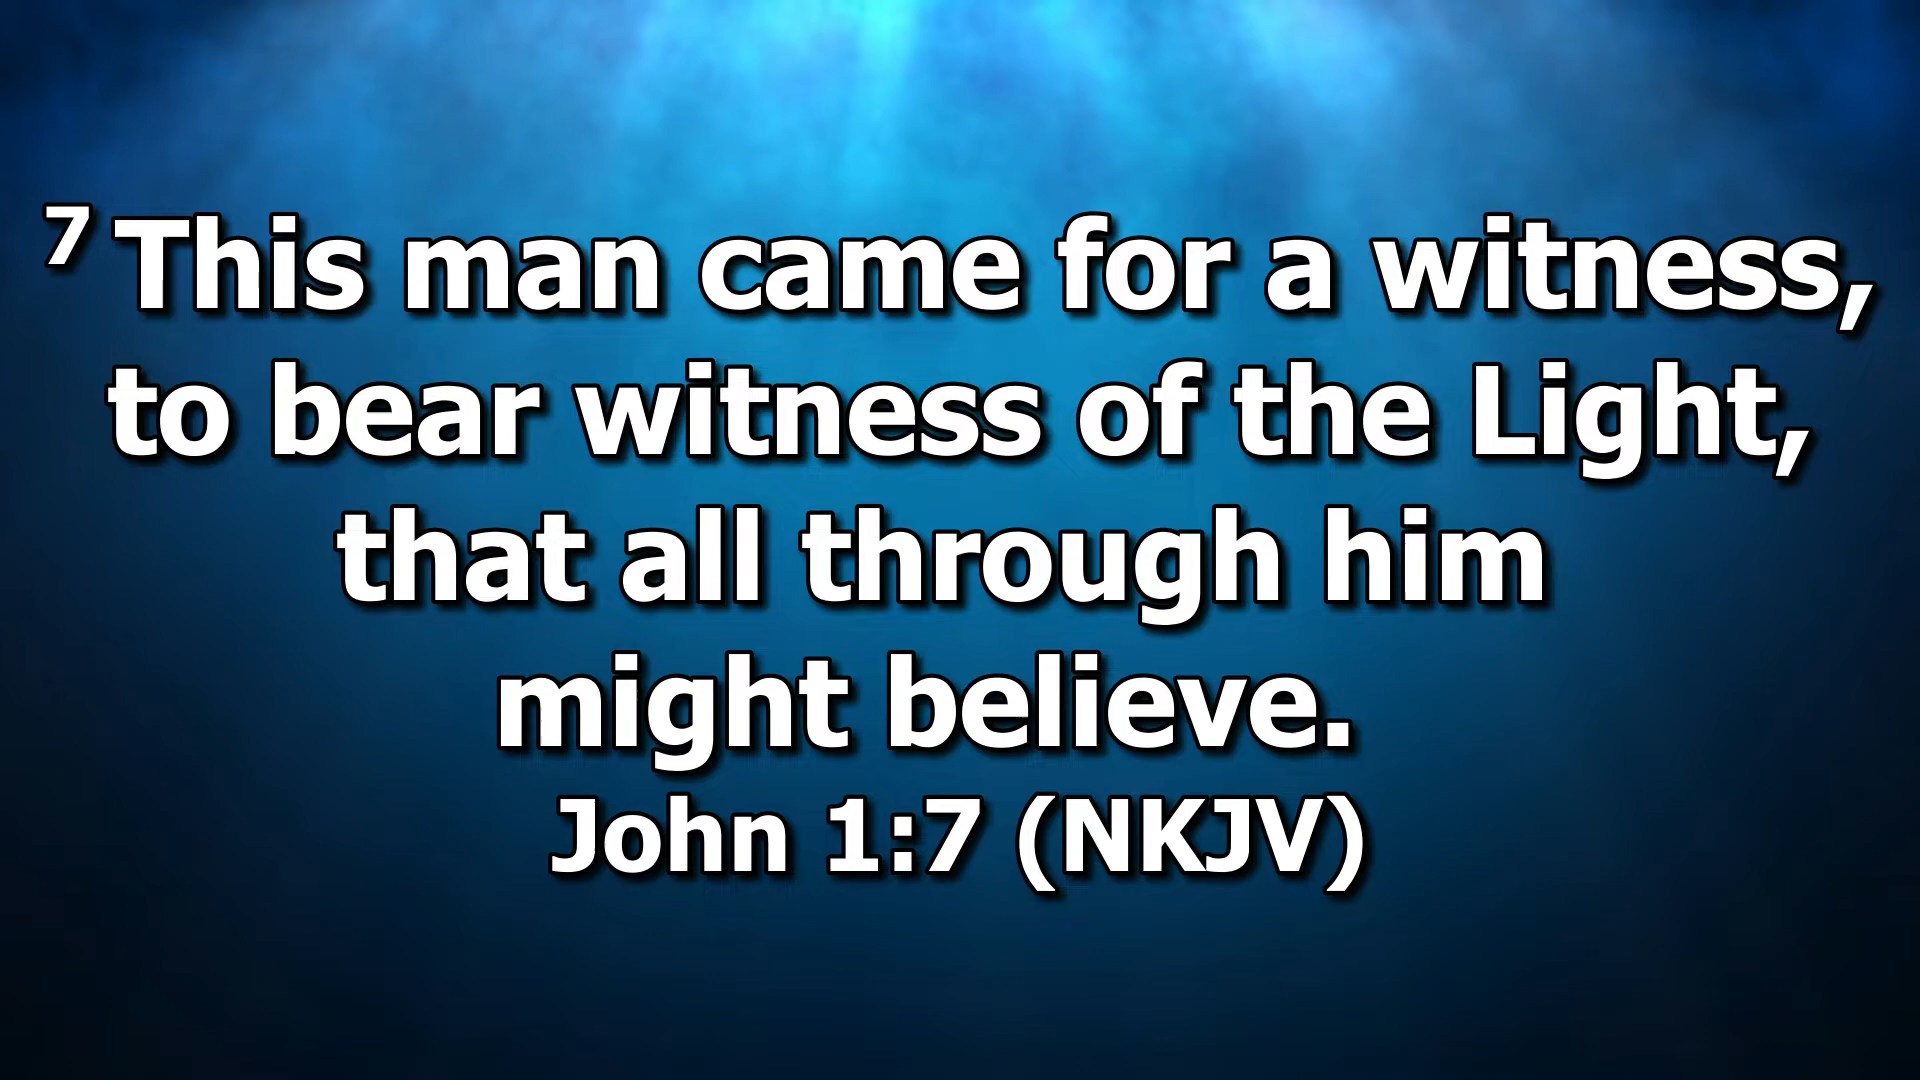 7 This man came for a witness,
to bear witness of the Light,
that all through him
might believe.
John 1:7 (NKJV)